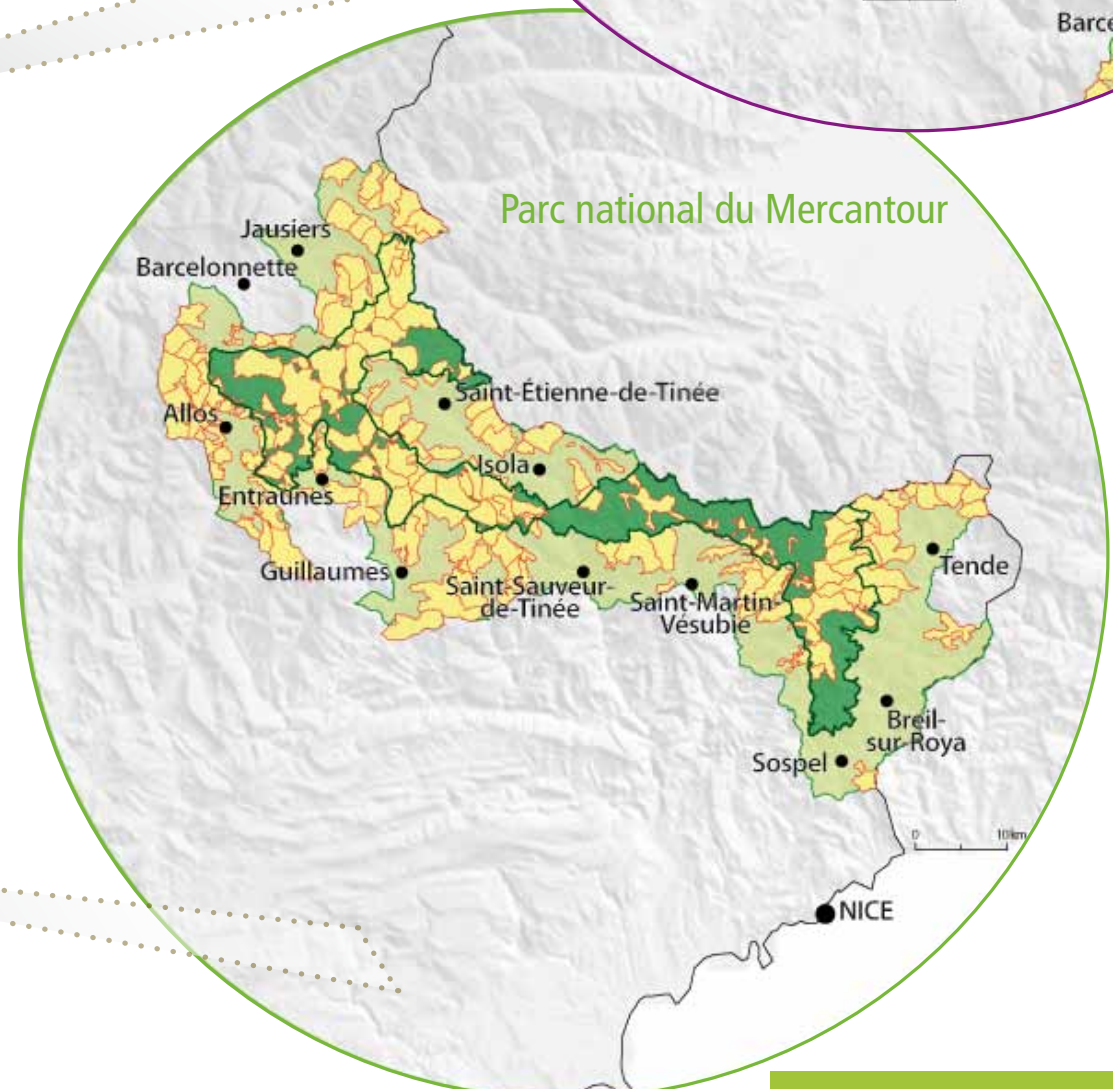 Barce
Parc national du Mercantour
Jausiers
Barcelonnette
Saint-Étienne-de-Tinée
Allos
Isola
Entraunes
Tende
Guillaumes
Saint-Sauveur-
de-Tinée
Saint-Martin-
Vésubie
Breil-
sur-Roya
Sospel
0 10km
NICE